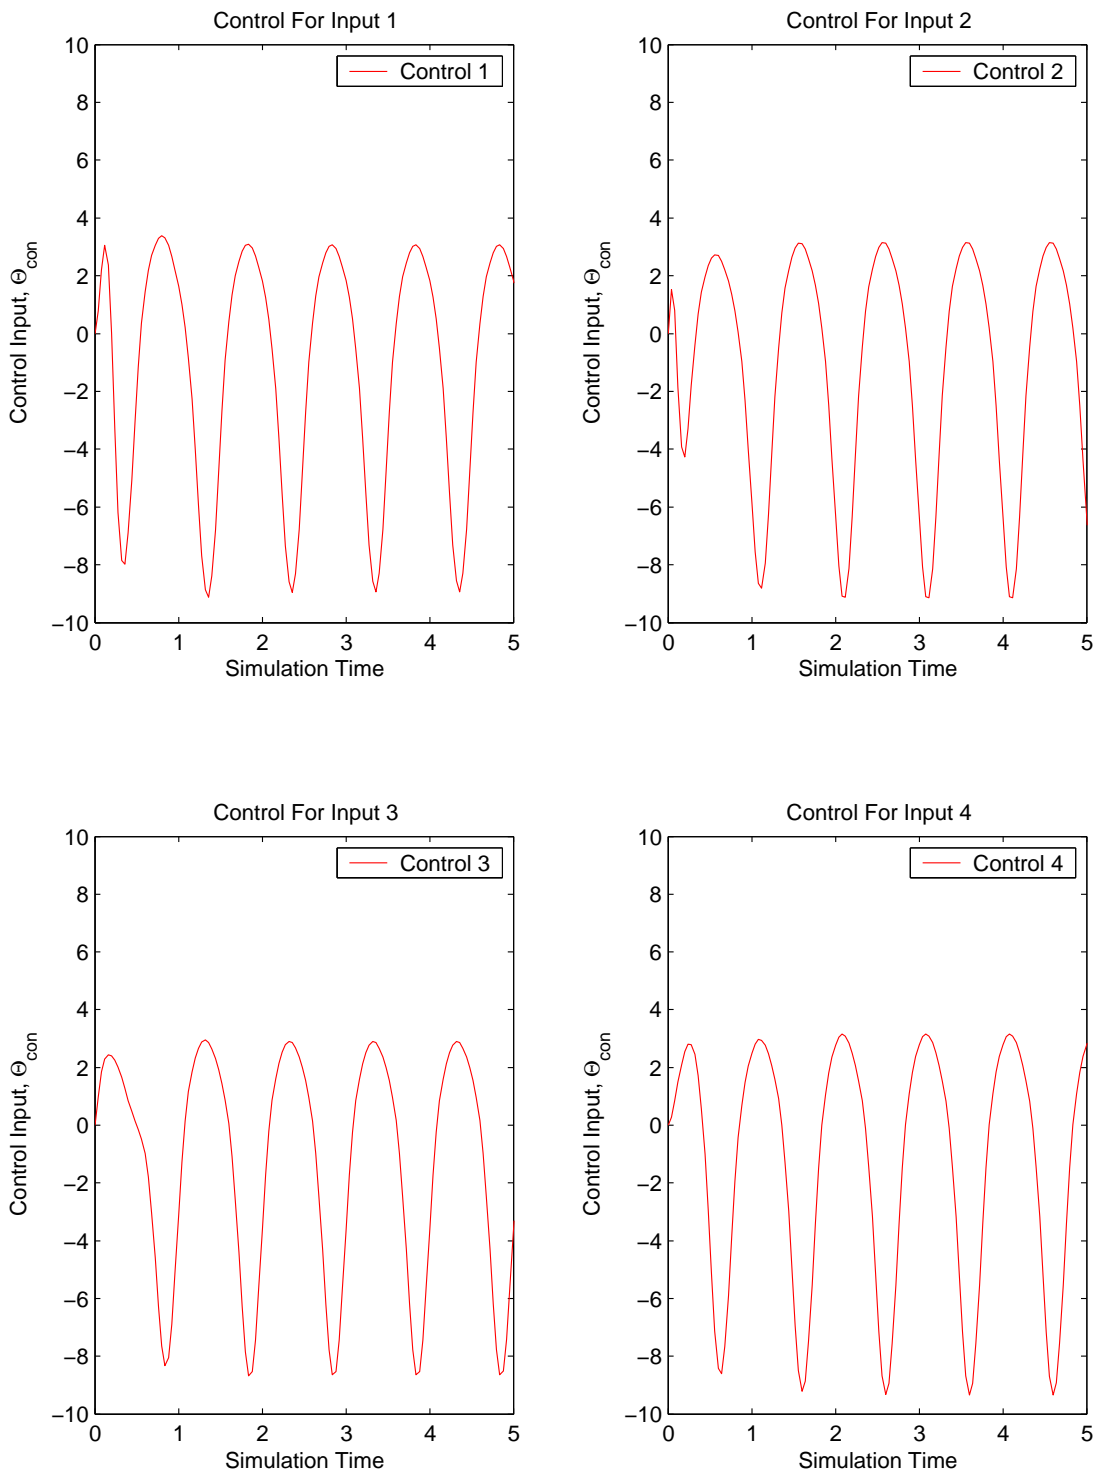 Control For Input 1
Control 1
10
8
6
4
2
0
−2
−4
−6
−8
−10
0 1 2 3 4 5
Control Input, Θcon
Simulation Time
Control For Input 2
Control 2
10
8
6
4
2
0
−2
−4
−6
−8
−10
0 1 2 3 4 5
Control Input, Θcon
Simulation Time
Control For Input 3
Control 3
10
8
6
4
2
0
−2
−4
−6
−8
−10
0 1 2 3 4 5
Control Input, Θcon
Simulation Time
Control For Input 4
Control 4
10
8
6
4
2
0
−2
−4
−6
−8
−10
0 1 2 3 4 5
Control Input, Θcon
Simulation Time